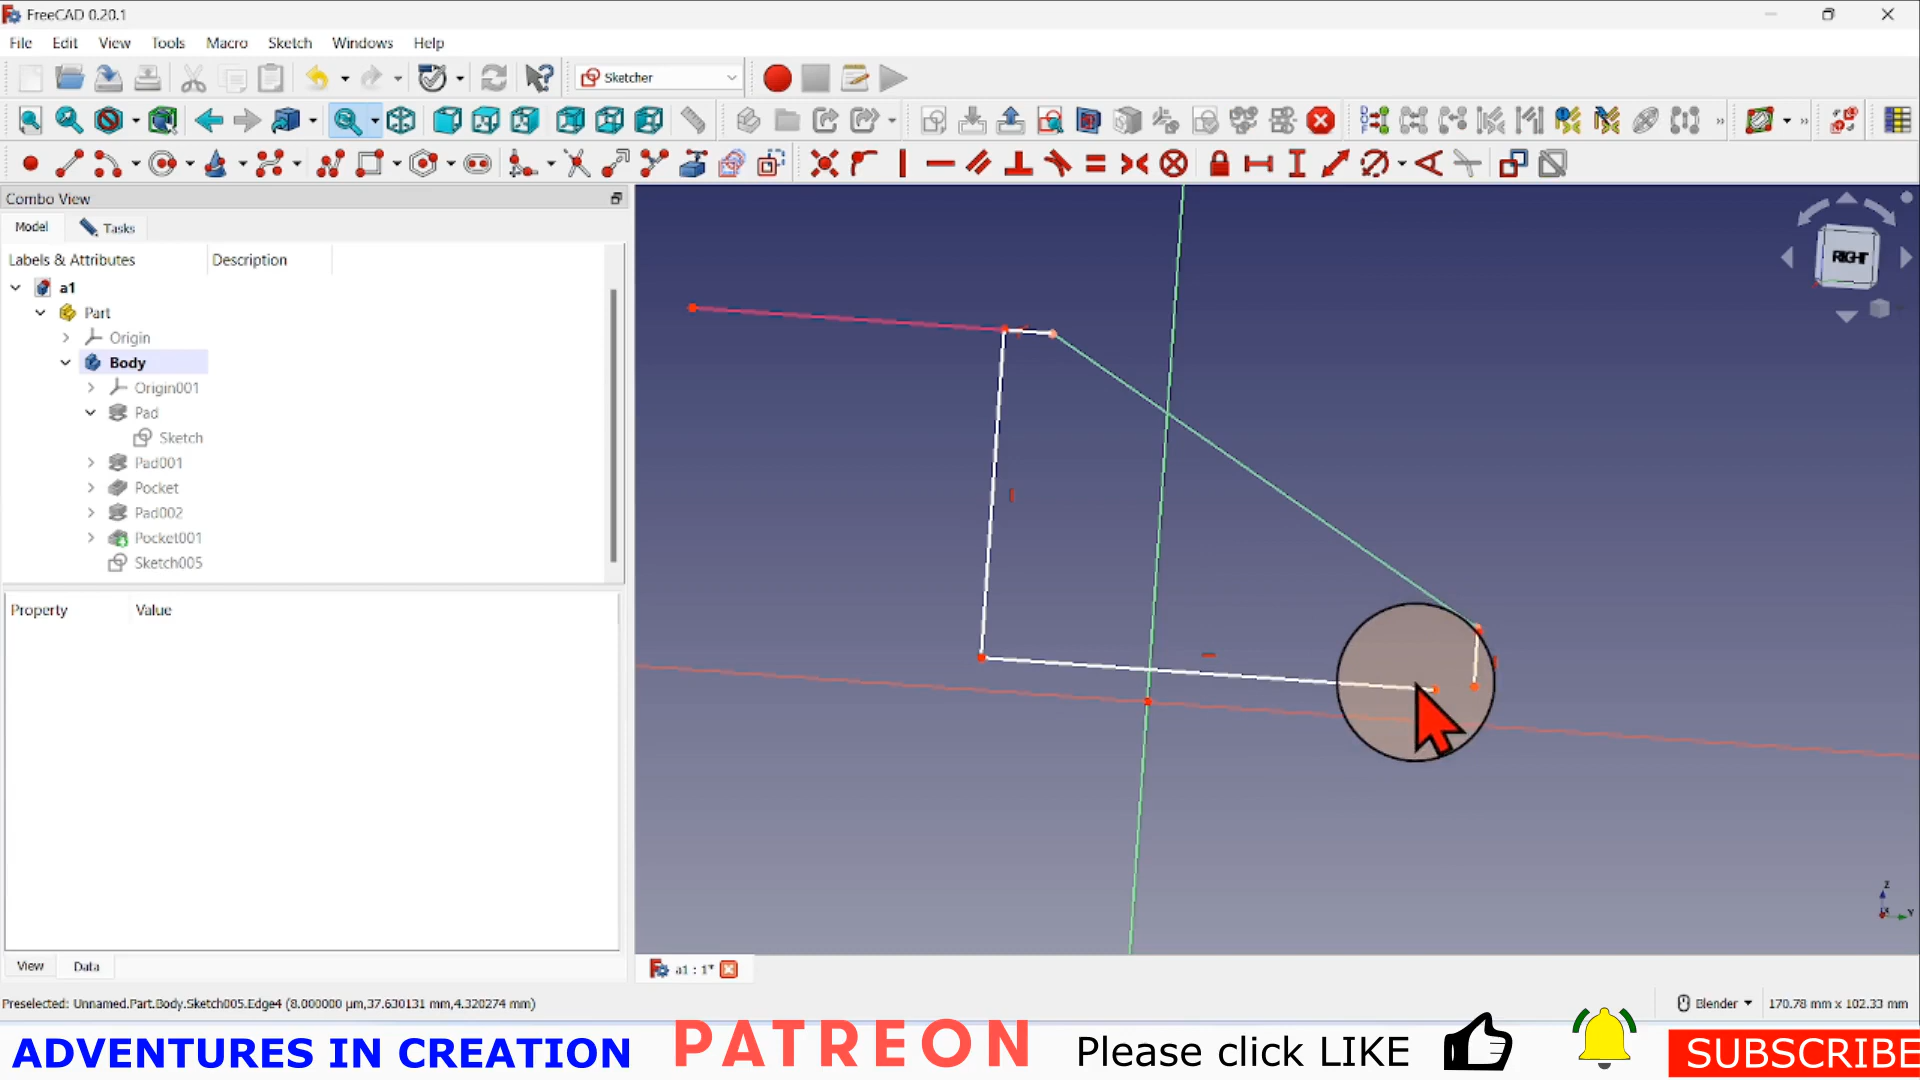 FreeCAD 0.20.1
File Edit View Tools Macro Sketch Windows Help
Sketcher
Combo View
Model Tasks
Labels & Attributes Description
a1
Part
Origin
Body
Origin001
Pad
Sketch
Pad001
Pocket
Pad002
Pocket001
Sketch005
Property Value
View Data
RIGHT
Z
Y
a1 : 1*
Preselected: Unnamed.Part.Body.Sketch005.Edge4 (8.000000 µm,37.630131 mm,4.320274 mm)
Blender 170.78 mm x 102.33 mm
ADVENTURES IN CREATION PATREON Please click LIKE SUBSCRIBE